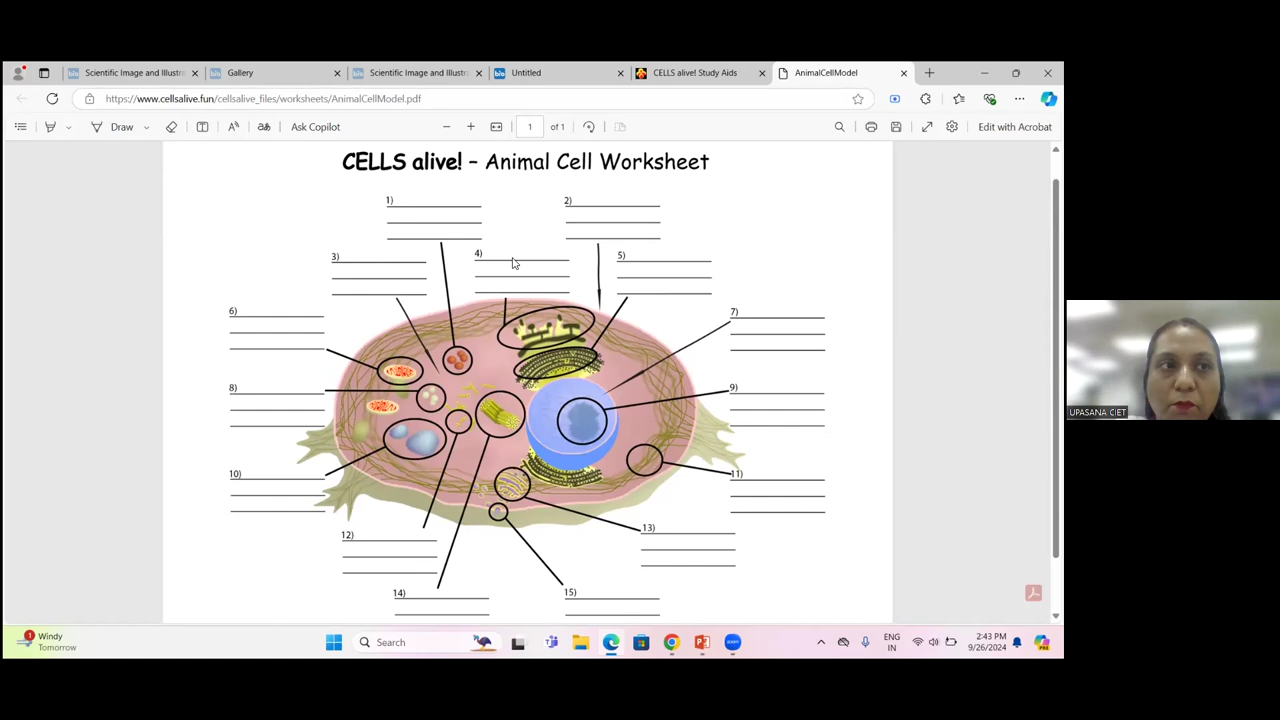 Scientific Image and Illustra
Gallery
Scientific Image and Illustra
Untitled
CELLS alive! Study Aids
AnimalCellModel
https://www.cellsalive.fun/cellsalive_files/worksheets/AnimalCellModel.pdf
Draw
Ask Copilot
1
of 1
Edit with Acrobat
CELLS alive! – Animal Cell Worksheet
1)
2)
3)
4)
5)
6)
7)
8)
9)
10)
11)
12)
13)
14)
15)
UPASANA CIET
1
Windy
Tomorrow
Search
ENG
IN
2:43 PM
9/26/2024